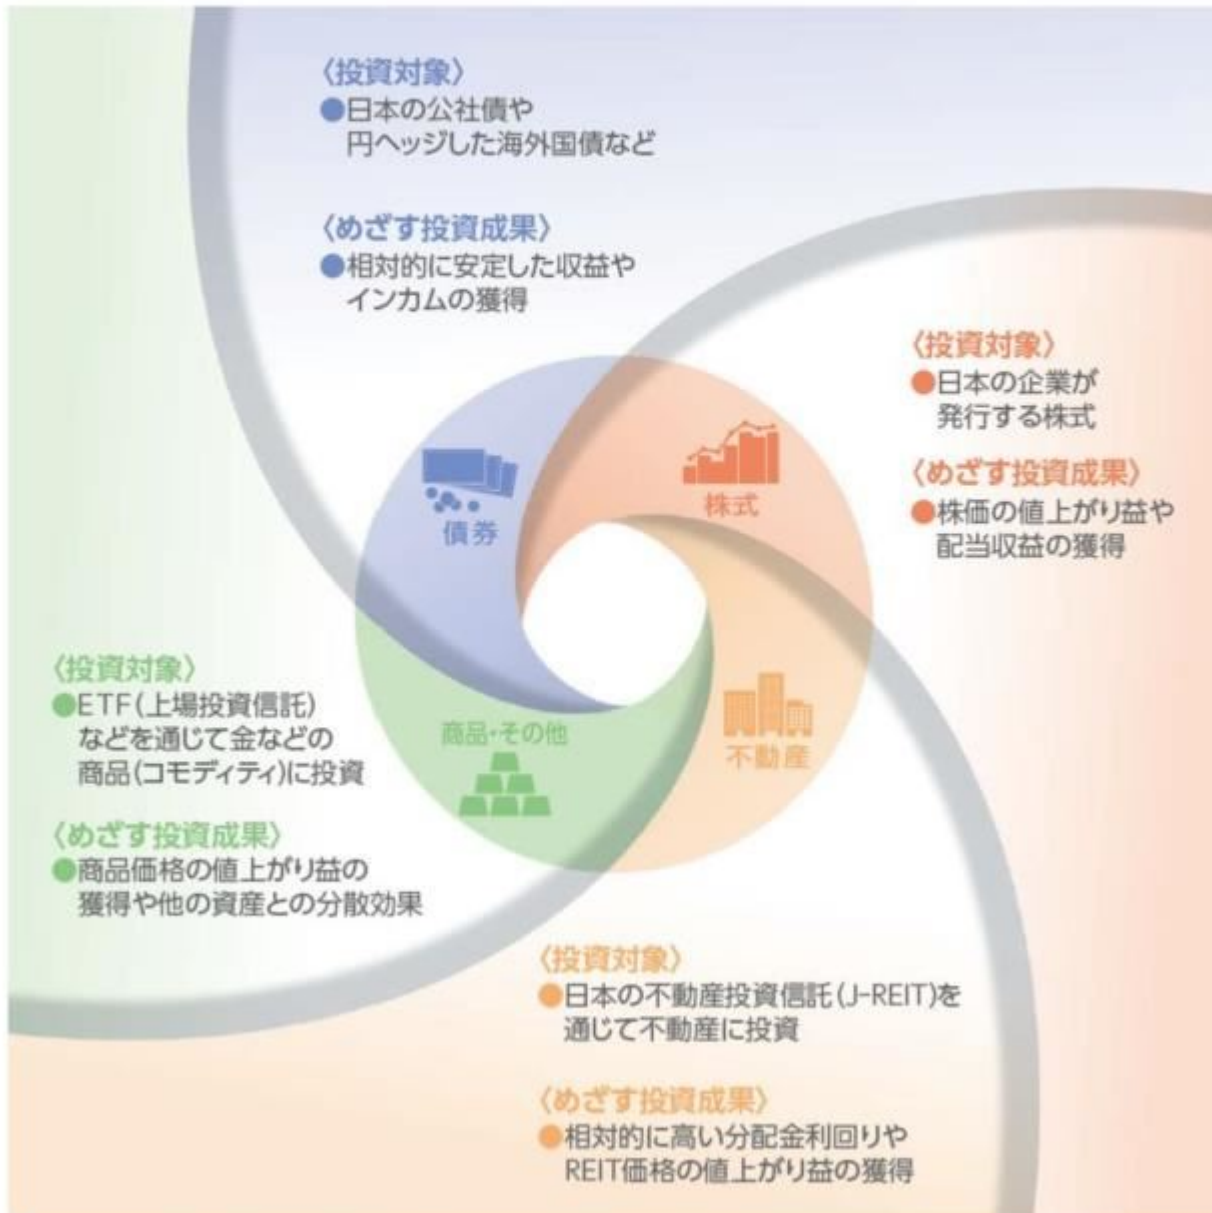 〈投資対象〉
●日本の公社債や
円ヘッジした海外国債など
〈めざす投資成果〉
●相対的に安定した収益や
インカムの獲得
〈投資対象〉
●日本の企業が
発行する株式
〈めざす投資成果〉
●株価の値上がり益や
配当収益の獲得
債券
株式
商品・その他
不動産
〈投資対象〉
●ETF(上場投資信託)
などを通じて金などの
商品(コモディティ)に投資
〈めざす投資成果〉
●商品価格の値上がり益の
獲得や他の資産との分散効果
〈投資対象〉
●日本の不動産投資信託(J-REIT)を
通じて不動産に投資
〈めざす投資成果〉
●相対的に高い分配金利回りや
REIT価格の値上がり益の獲得